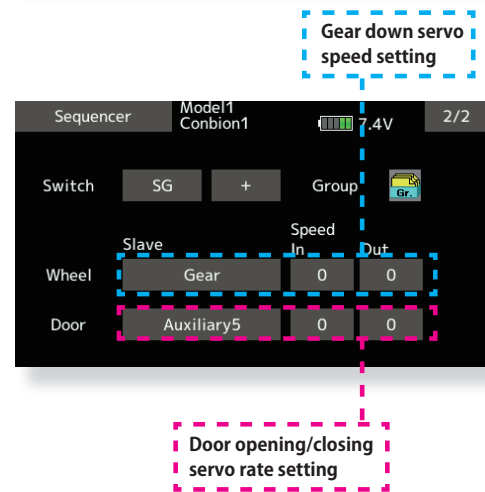 Gear down servo
speed setting
Sequencer
Model1
Conbion1
7.4V
2/2
Switch
SG
+
Group
Gr.
Slave
Speed
In
Out
Wheel
Gear
0
0
Door
Auxiliary5
0
0
Door opening/closing
servo rate setting